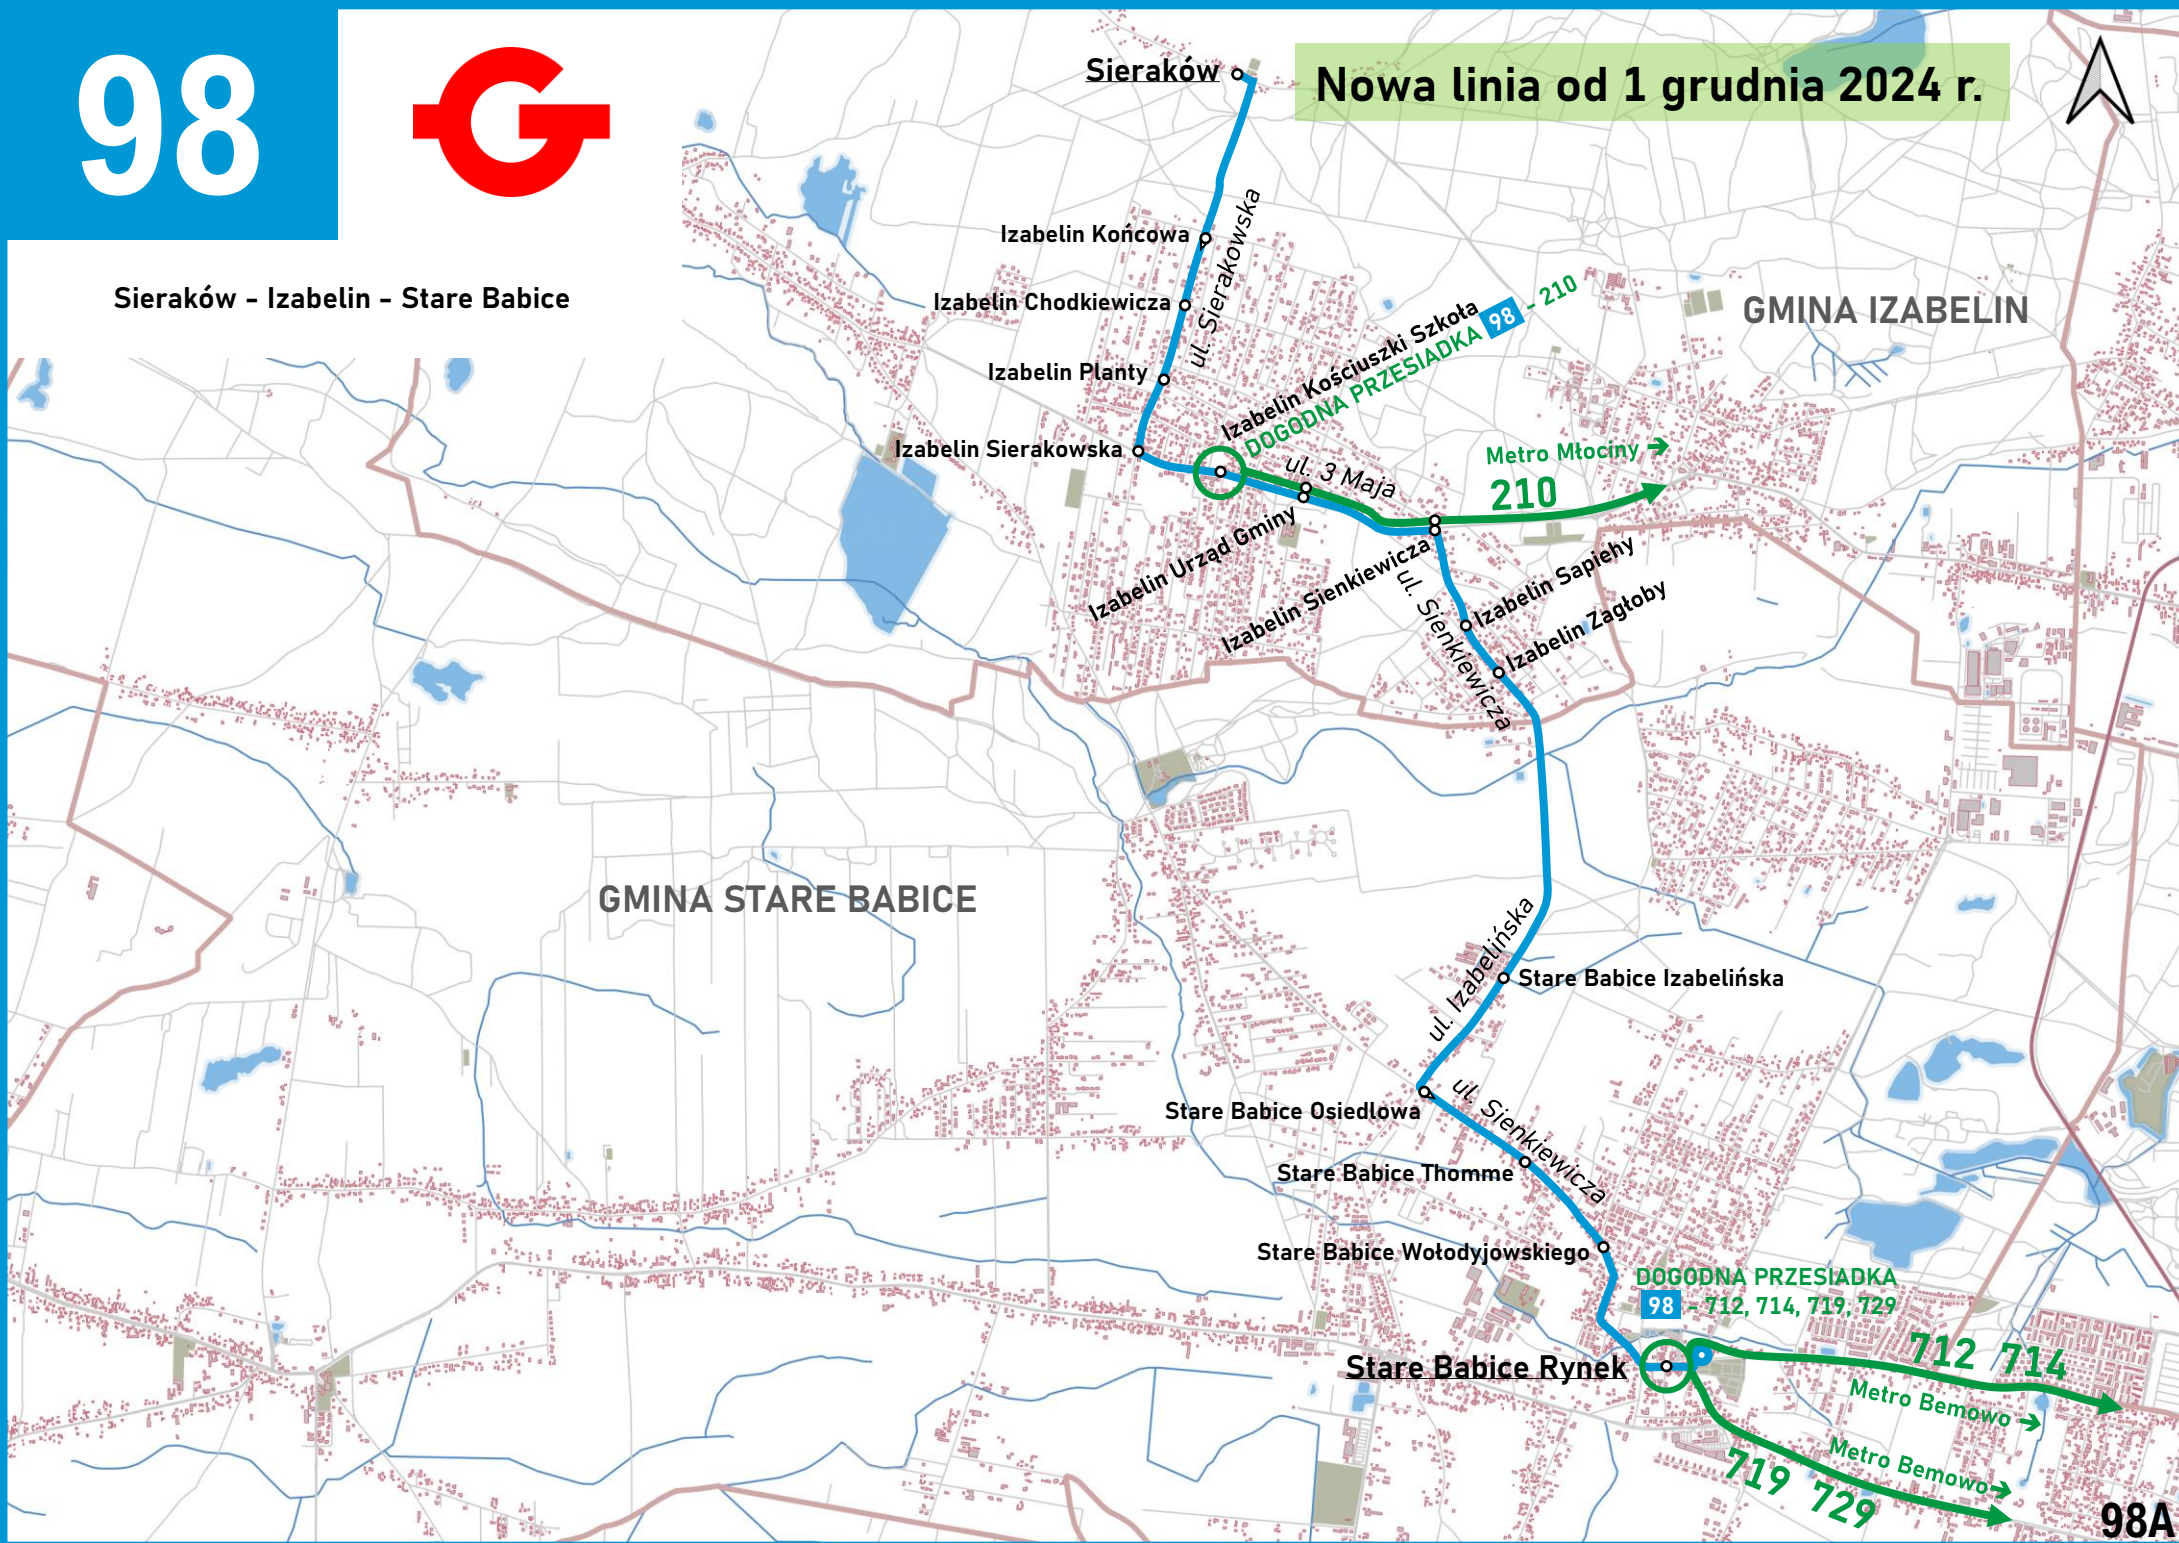 98
G
Sieraków - Izabelin - Stare Babice
Nowa linia od 1 grudnia 2024 r.
Sieraków
ul. Sierakowska
Izabelin Końcowa
Izabelin Chodkiewicza
Izabelin Planty
Izabelin Sierakowska
Izabelin Kościuszki Szkoła
DOGODNA PRZESIADKA 98 - 210
GMINA IZABELIN
ul. 3 Maja
Metro Młociny →
210
Izabelin Urząd Gminy
Izabelin Sienkiewicza
ul. Sienkiewicza
Izabelin Sapiehy
Izabelin Zagłoby
GMINA STARE BABICE
ul. Izabelińska
Stare Babice Izabelińska
Stare Babice Osiedlowa
ul. Sienkiewicza
Stare Babice Thomme
Stare Babice Wołodyjowskiego
DOGODNA PRZESIADKA
98 - 712, 714, 719, 729
Stare Babice Rynek
712 714
Metro Bemowo →
Metro Bemowo →
719 729
98A